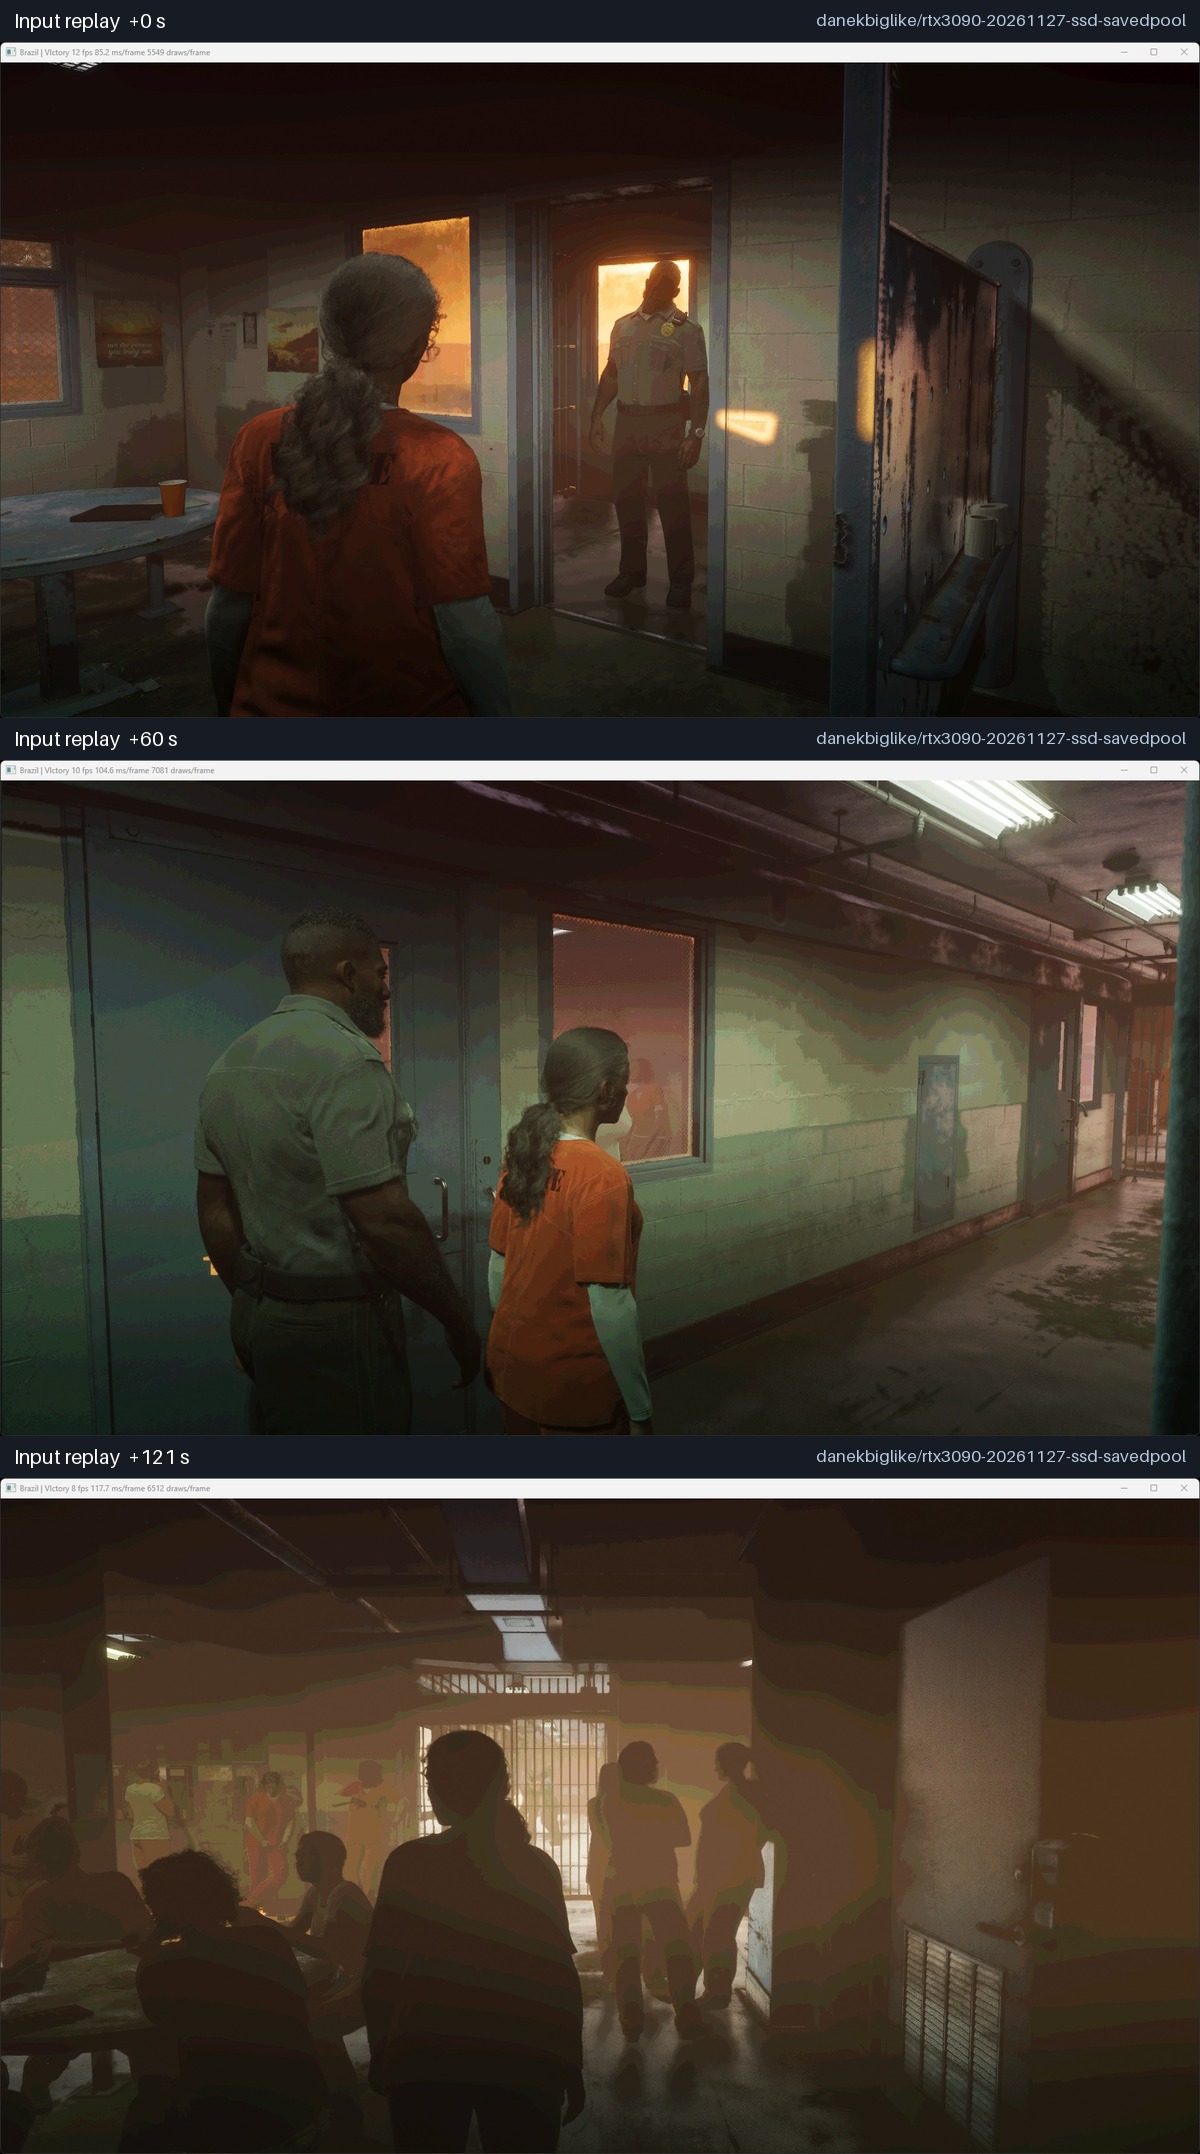 Input replay +0 s
danekbiglike/rtx3090-20261127-ssd-savedpool
Brazil | VIctory 12 fps 85.2 ms/frame 5549 draws/frame
you only are.
Input replay +60 s
danekbiglike/rtx3090-20261127-ssd-savedpool
Brazil | VIctory 10 fps 104.6 ms/frame 7081 draws/frame
Input replay +121 s
danekbiglike/rtx3090-20261127-ssd-savedpool
Brazil | VIctory 8 fps 117.7 ms/frame 6512 draws/frame